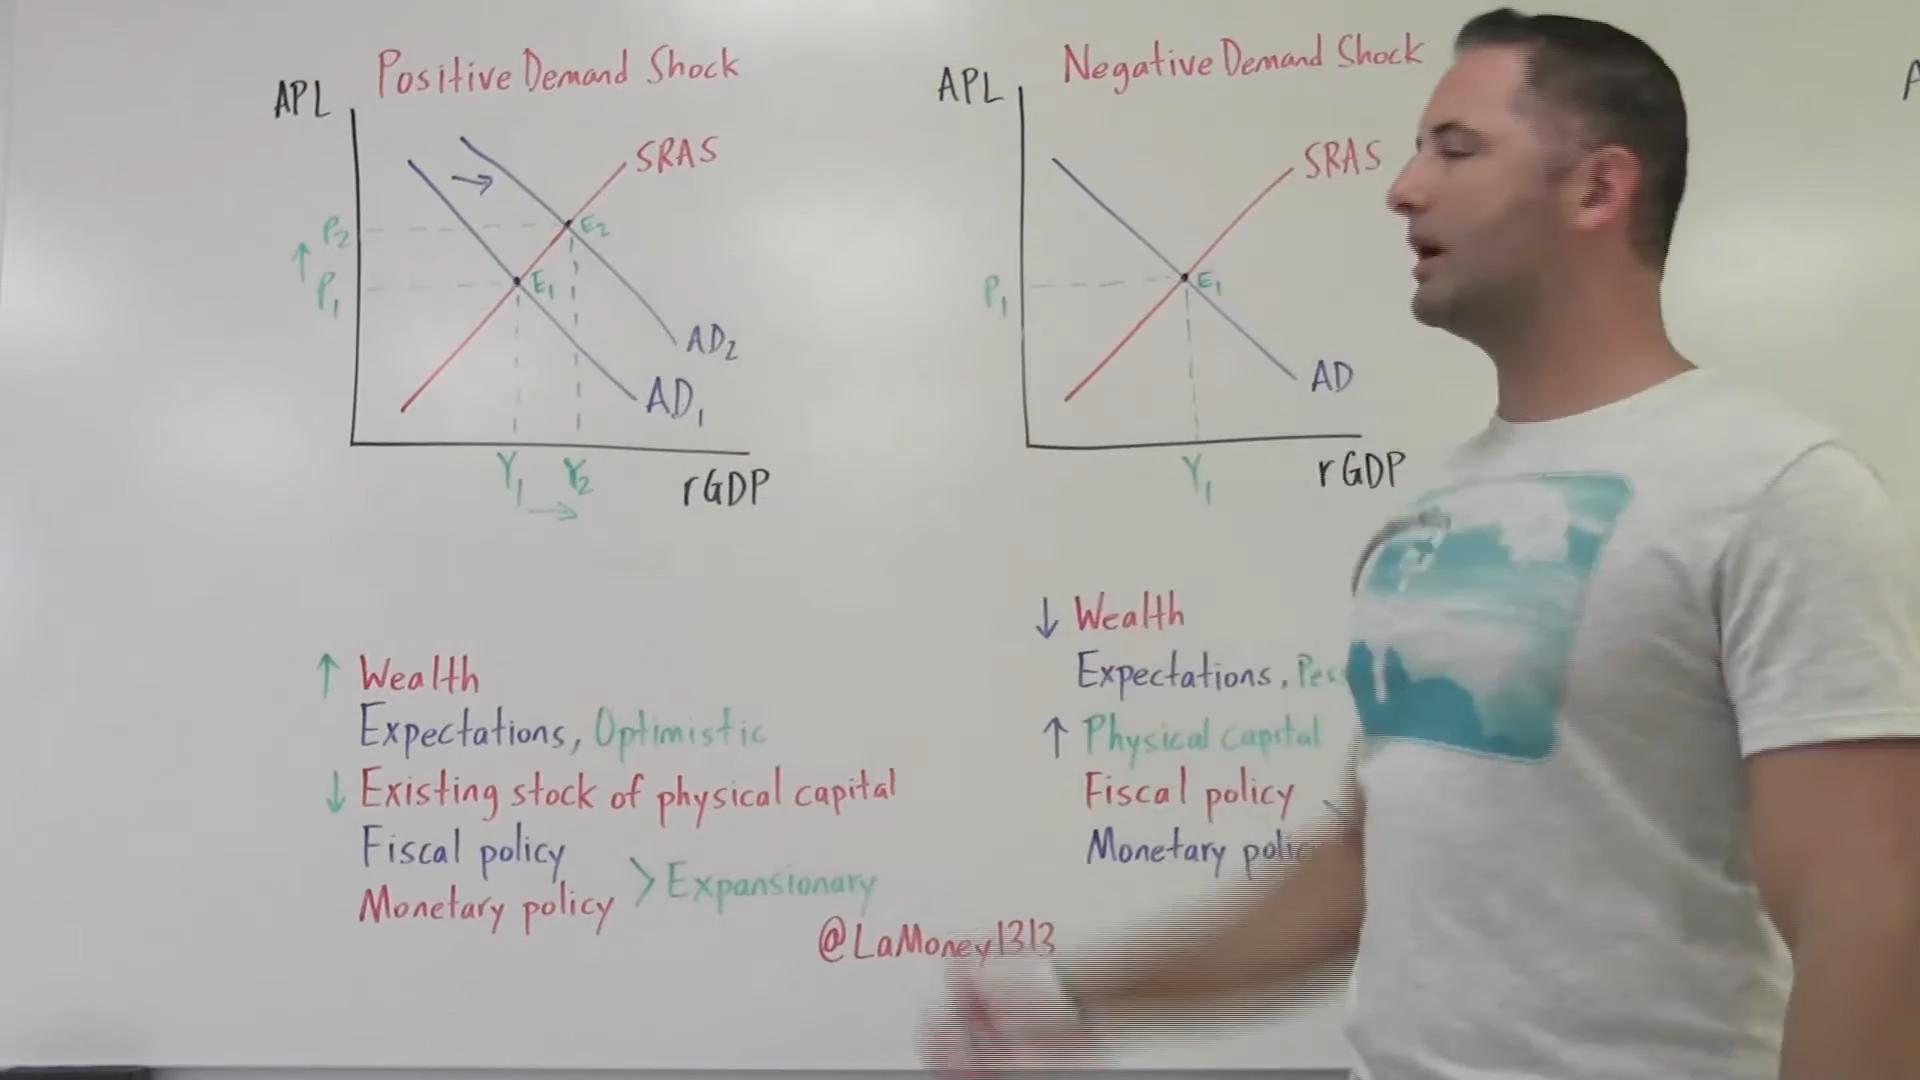 Positive Demand Shock
APL
SRAS
P2
E2
P1
E1
AD2
AD1
Y1
Y2
rGDP
Wealth
Expectations, Optimistic
Existing stock of physical capital
Fiscal policy
Monetary policy > Expansionary
@LaMoney1313
Negative Demand Shock
APL
SRAS
P1
E1
AD
Y1
rGDP
Wealth
Expectations,
Physical capital
Fiscal policy
Monetary